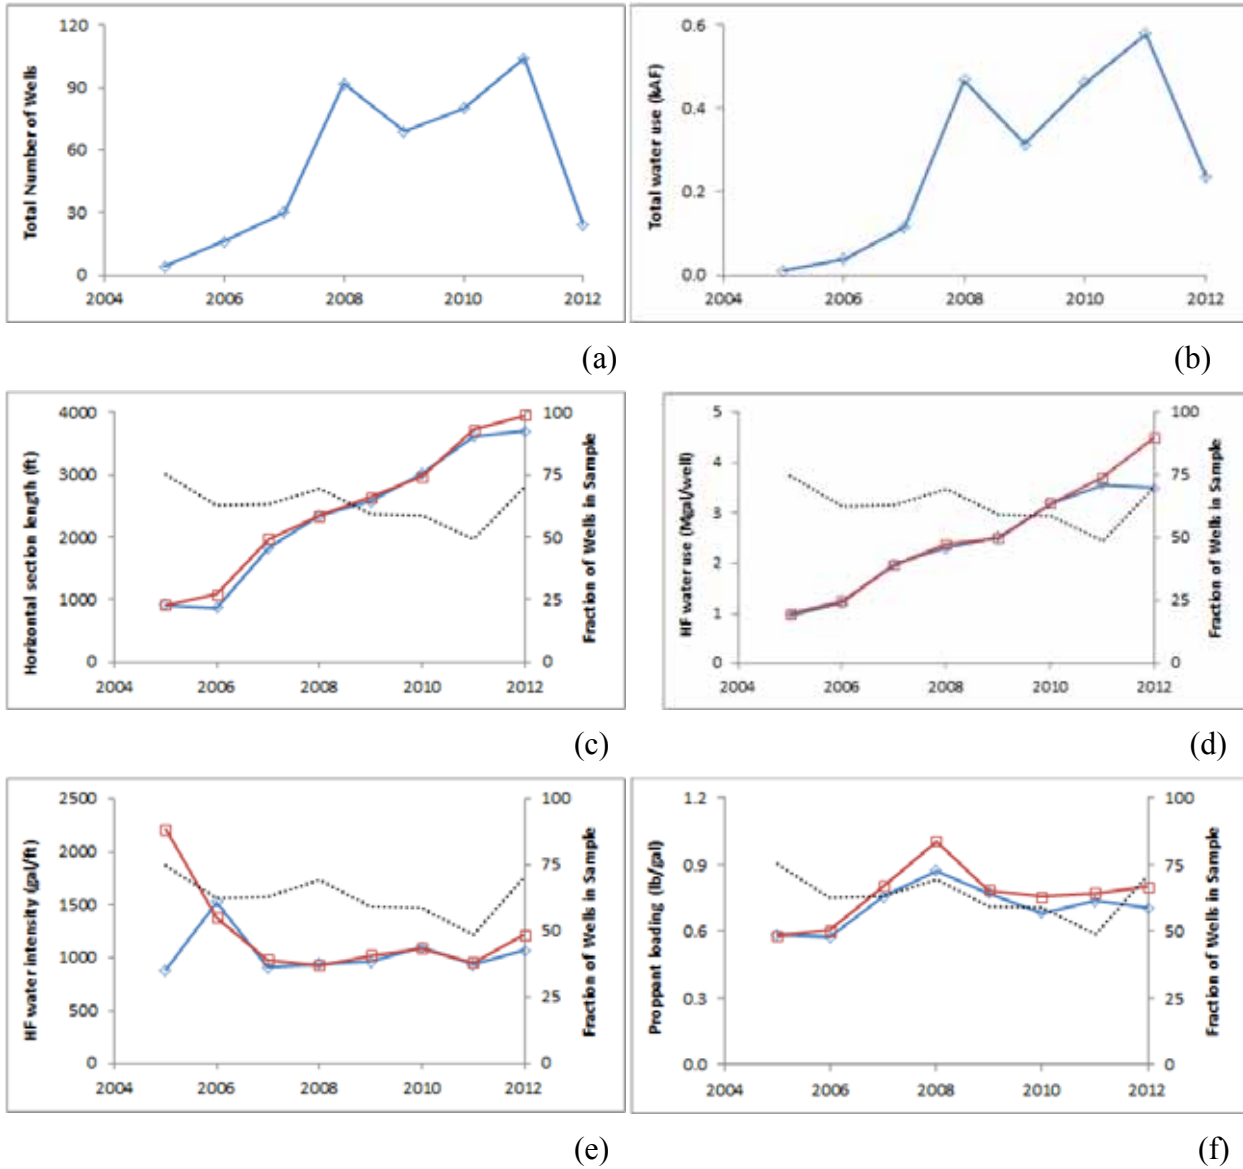 Total Number of Wells
120
90
60
30
0
2004 2006 2008 2010 2012
(a)
Total water use (kAF)
0.6
0.4
0.2
0.0
2004 2006 2008 2010 2012
(b)
Horizontal section length (ft)
4000
3000
2000
1000
0
100
75
50
25
0
Fraction of Wells in Sample
2004 2006 2008 2010 2012
(c)
HF water use (Mgal/well)
5
4
3
2
1
0
100
75
50
25
0
Fraction of Wells in Sample
2004 2006 2008 2010 2012
(d)
HF water intensity (gal/ft)
2500
2000
1500
1000
500
0
100
75
50
25
0
Fraction of Wells in Sample
2004 2006 2008 2010 2012
(e)
Proppant loading (lb/gal)
1.2
0.9
0.6
0.3
0.0
100
75
50
25
0
Fraction of Wells in Sample
2004 2006 2008 2010 2012
(f)